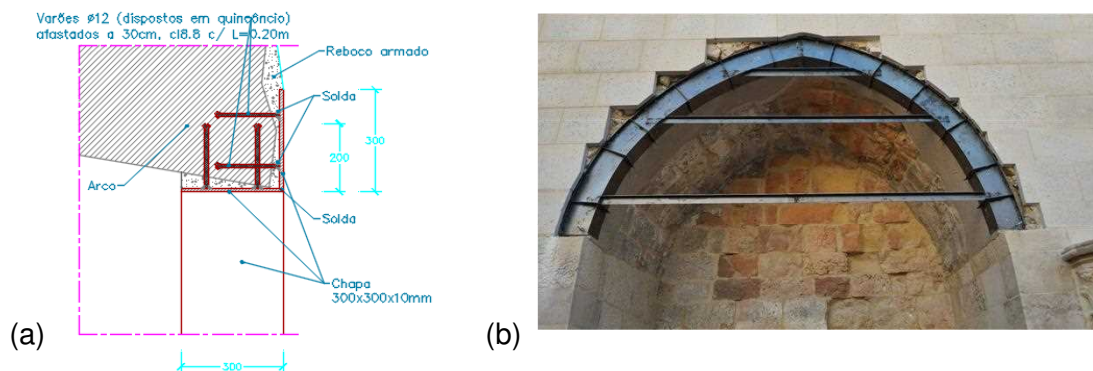 Varões ø12 (dispostos em quincôncio)
afastados a 30cm, cl8.8 c/ L=0.20m
Reboco armado
Solda
300
200
Arco
Solda
Chapa
300x300x10mm
300
(a)
(b)